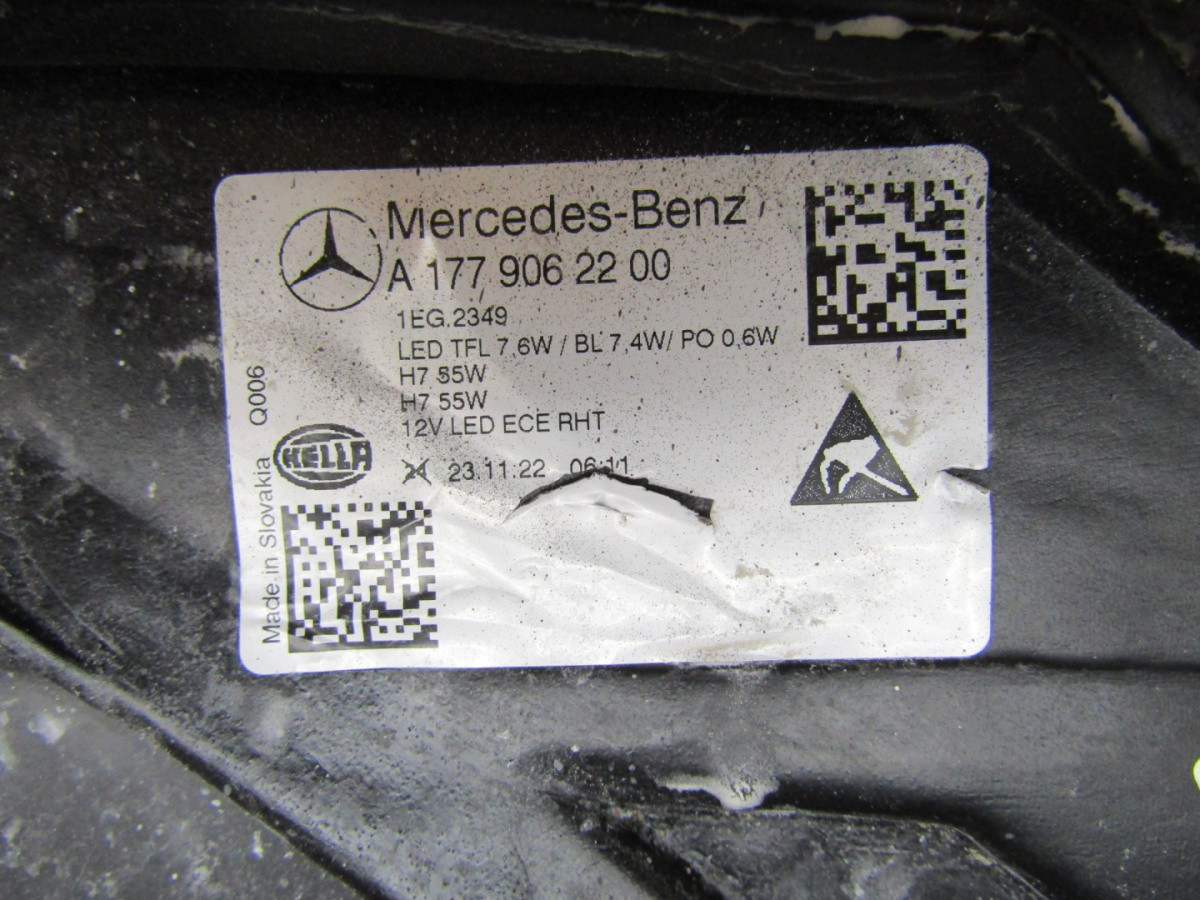 Mercedes-Benz
A 177 906 22 00
1EG.2349
LED TFL 7,6W / BL 7,4W/ PO 0,6W
H7 55W
H7 55W
12V LED ECE RHT
23.11.22 06:11
HELLA
Made in Slovakia Q006